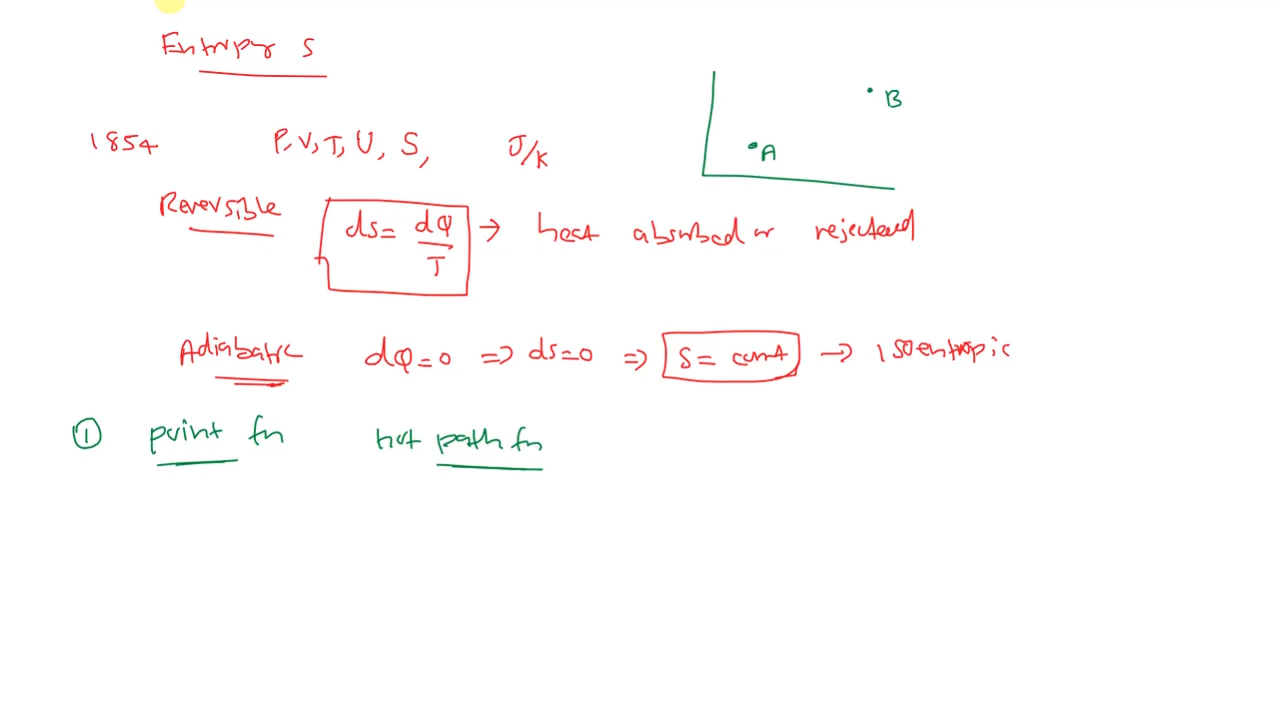 Entropy S
B
1854 P, V, T, U, S, J/K
A
Reversible ds = dQ/T → heat absorbed or rejected
Adiabatic dQ=0 ⇒ ds=0 ⇒ S = const → isoentropic
① point fn not path fn